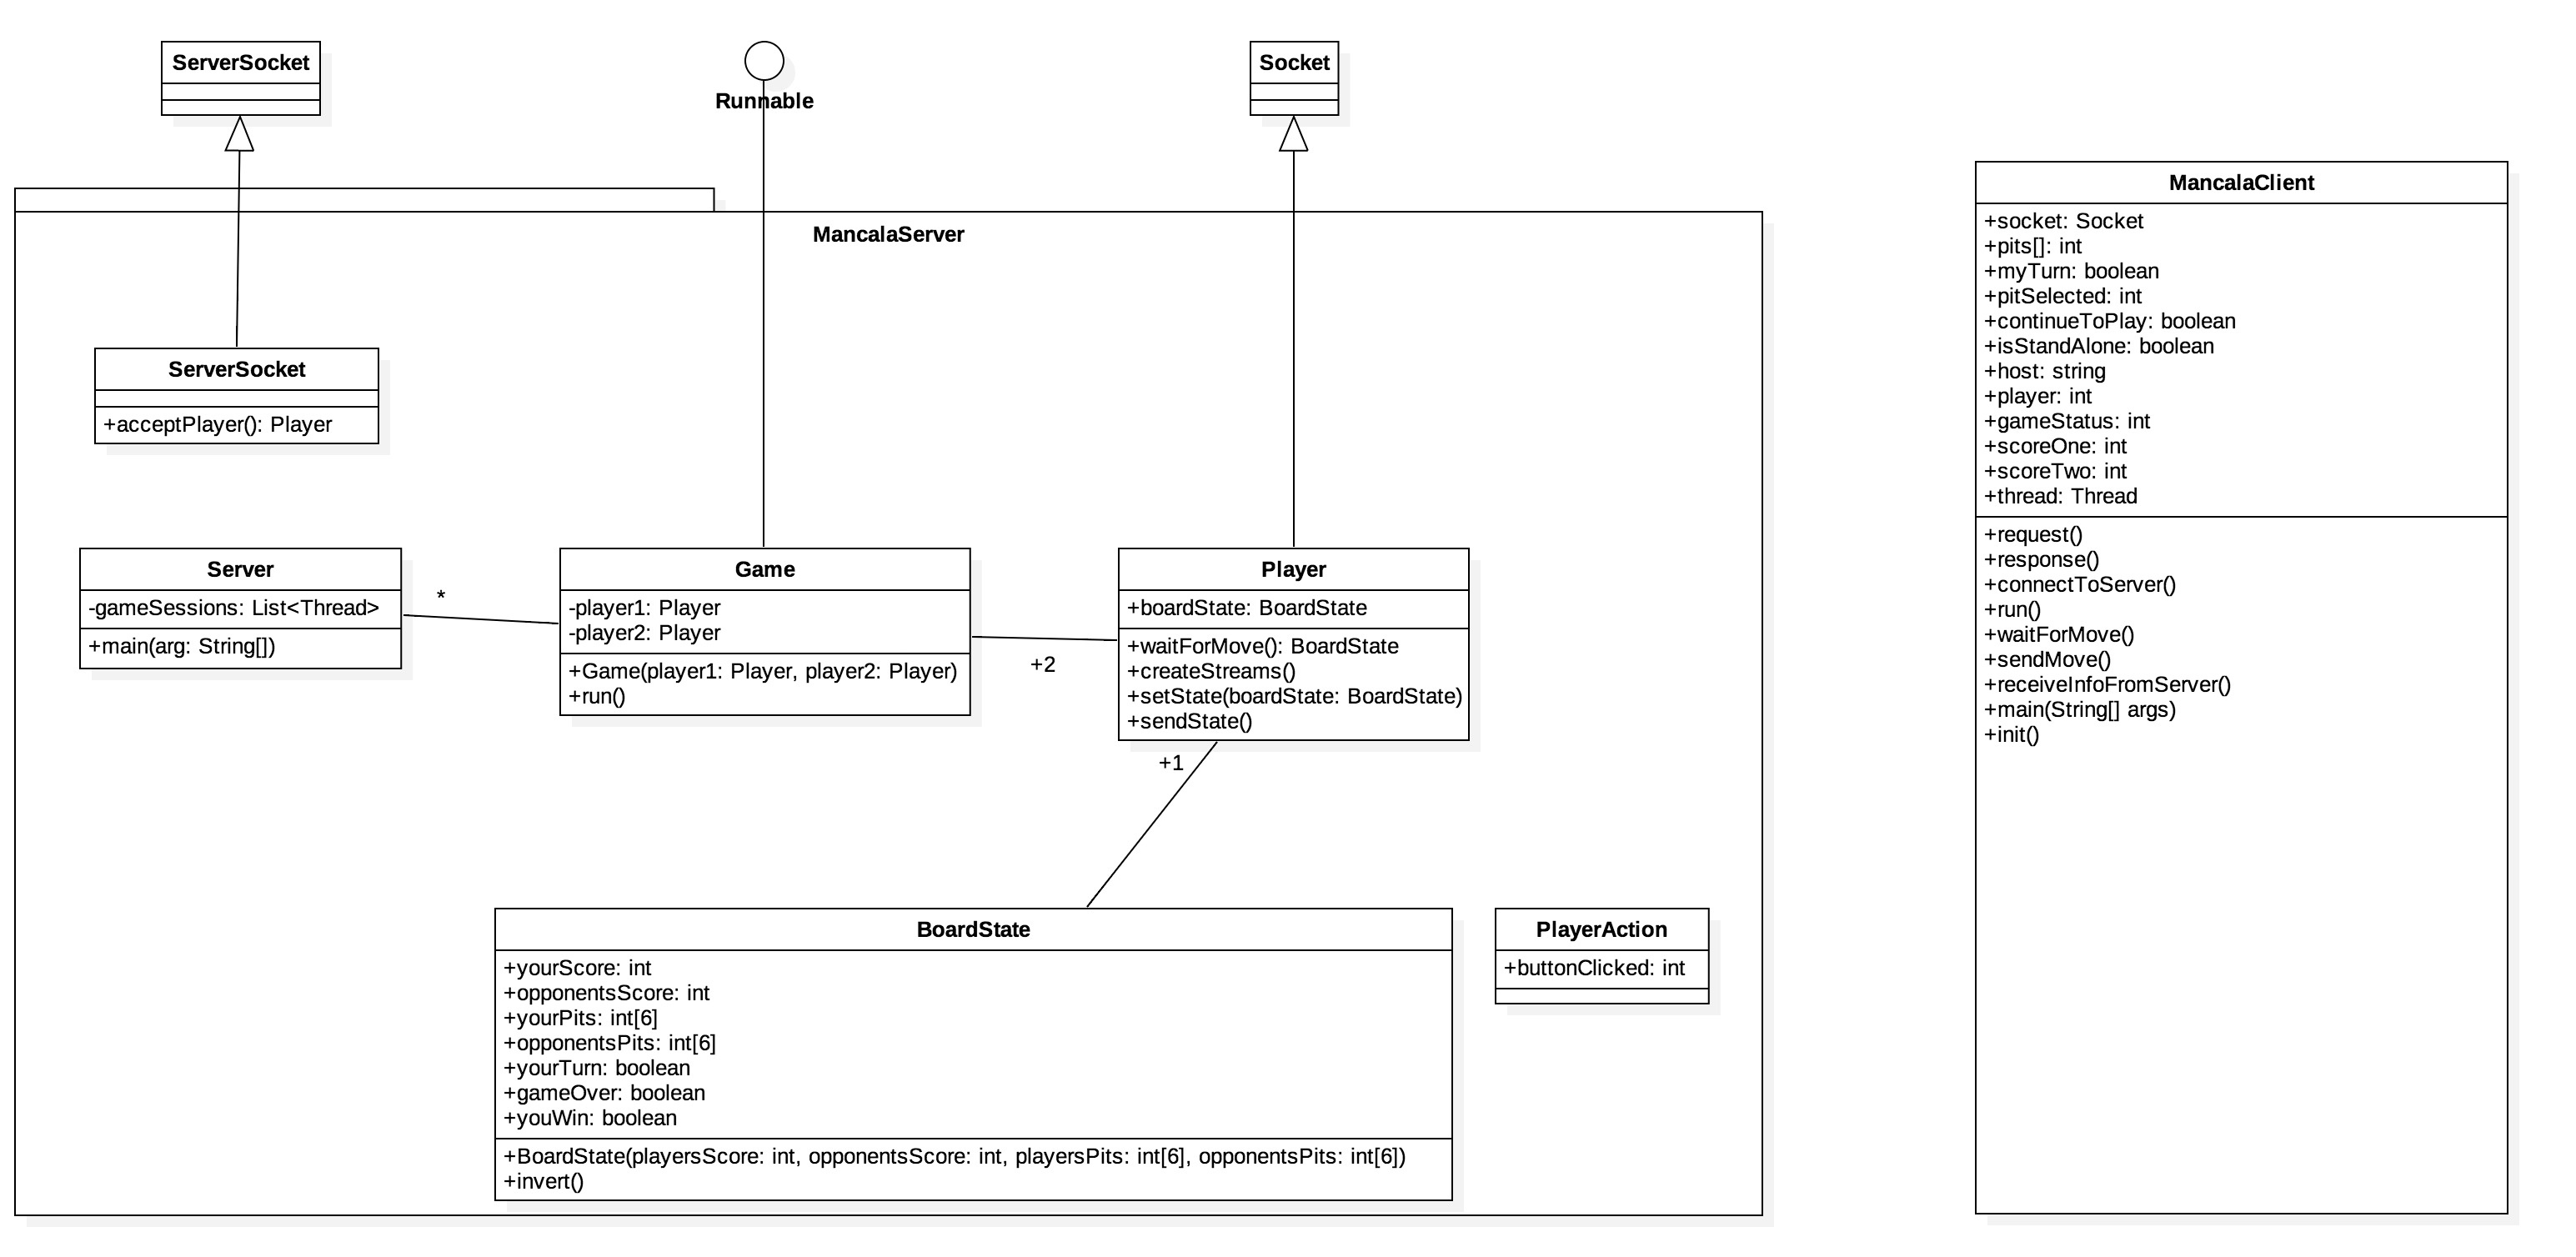 ServerSocket
Runnable
Socket
MancalaServer
ServerSocket
+acceptPlayer(): Player
Server
-gameSessions: List<Thread>
+main(arg: String[])
*
Game
-player1: Player
-player2: Player
+Game(player1: Player, player2: Player)
+run()
+2
Player
+boardState: BoardState
+waitForMove(): BoardState
+createStreams()
+setState(boardState: BoardState)
+sendState()
+1
BoardState
+yourScore: int
+opponentsScore: int
+yourPits: int[6]
+opponentsPits: int[6]
+yourTurn: boolean
+gameOver: boolean
+youWin: boolean
+BoardState(playersScore: int, opponentsScore: int, playersPits: int[6], opponentsPits: int[6])
+invert()
PlayerAction
+buttonClicked: int
MancalaClient
+socket: Socket
+pits[]: int
+myTurn: boolean
+pitSelected: int
+continueToPlay: boolean
+isStandAlone: boolean
+host: string
+player: int
+gameStatus: int
+scoreOne: int
+scoreTwo: int
+thread: Thread
+request()
+response()
+connectToServer()
+run()
+waitForMove()
+sendMove()
+receiveInfoFromServer()
+main(String[] args)
+init()